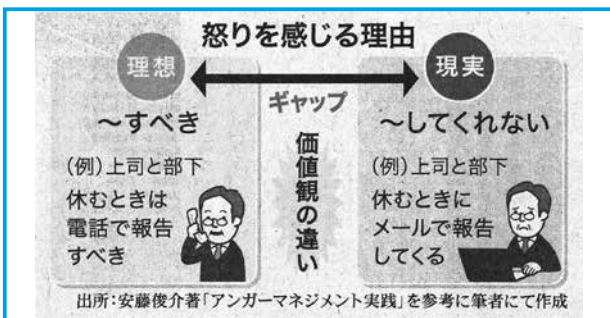 怒りを感じる理由
理想
現実
ギャップ
～すべき
(例)上司と部下
休むときは
電話で報告
すべき
価値観の違い
～してくれない
(例)上司と部下
休むときに
メールで報告
してくる
出所:安藤俊介著「アンガーマネジメント実践」を参考に筆者にて作成